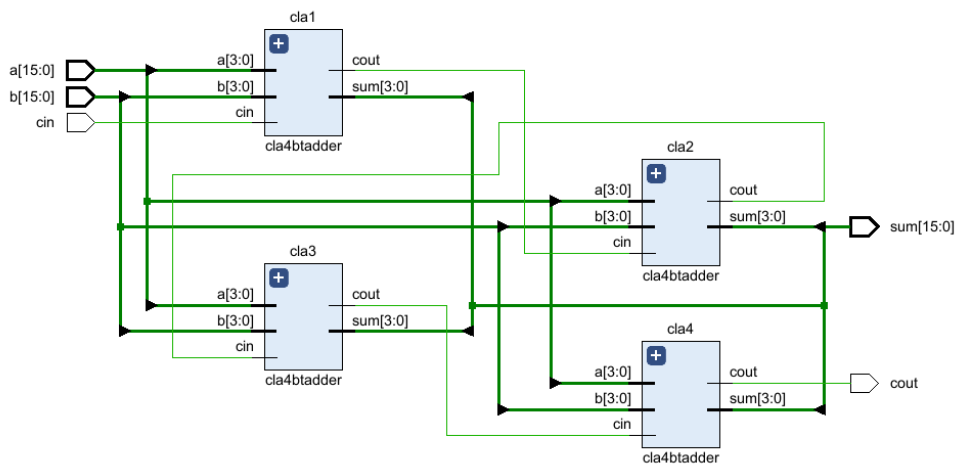 cla1
a[15:0]
b[15:0]
cin
a[3:0]
b[3:0]
cin
cout
sum[3:0]
cla4btadder
cla2
a[3:0]
b[3:0]
cin
cout
sum[3:0]
cla4btadder
sum[15:0]
cla3
a[3:0]
b[3:0]
cin
cout
sum[3:0]
cla4btadder
cla4
a[3:0]
b[3:0]
cin
cout
sum[3:0]
cla4btadder
cout